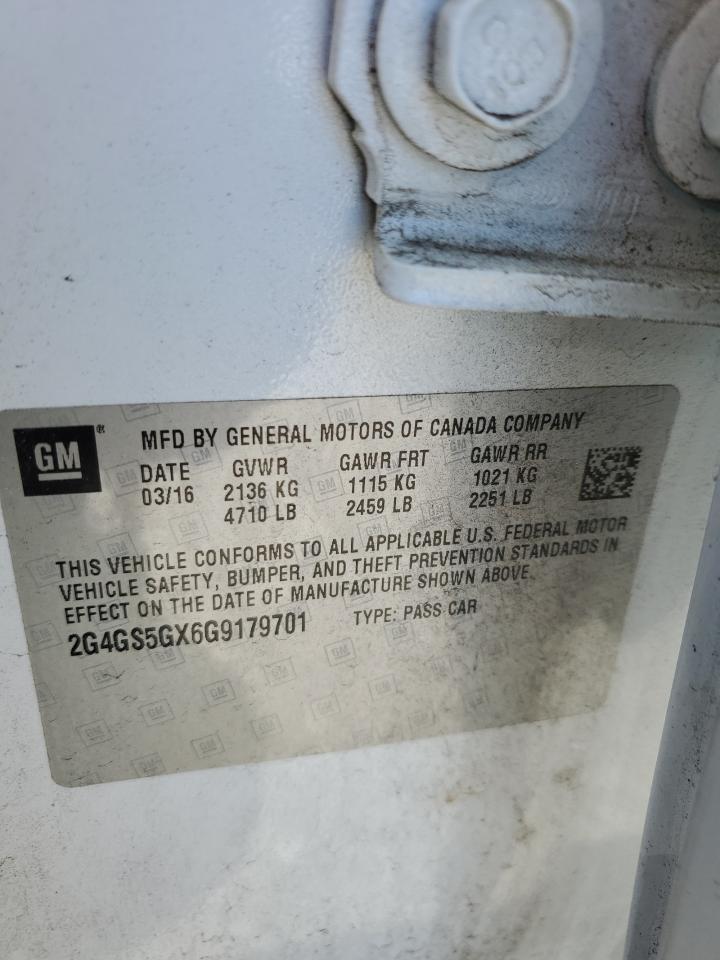 GM®
MFD BY GENERAL MOTORS OF CANADA COMPANY
DATE GVWR GAWR FRT GAWR RR
03/16 2136 KG 1115 KG 1021 KG
4710 LB 2459 LB 2251 LB
THIS VEHICLE CONFORMS TO ALL APPLICABLE U.S. FEDERAL MOTOR
VEHICLE SAFETY, BUMPER, AND THEFT PREVENTION STANDARDS IN
EFFECT ON THE DATE OF MANUFACTURE SHOWN ABOVE.
2G4GS5GX6G9179701 TYPE: PASS CAR